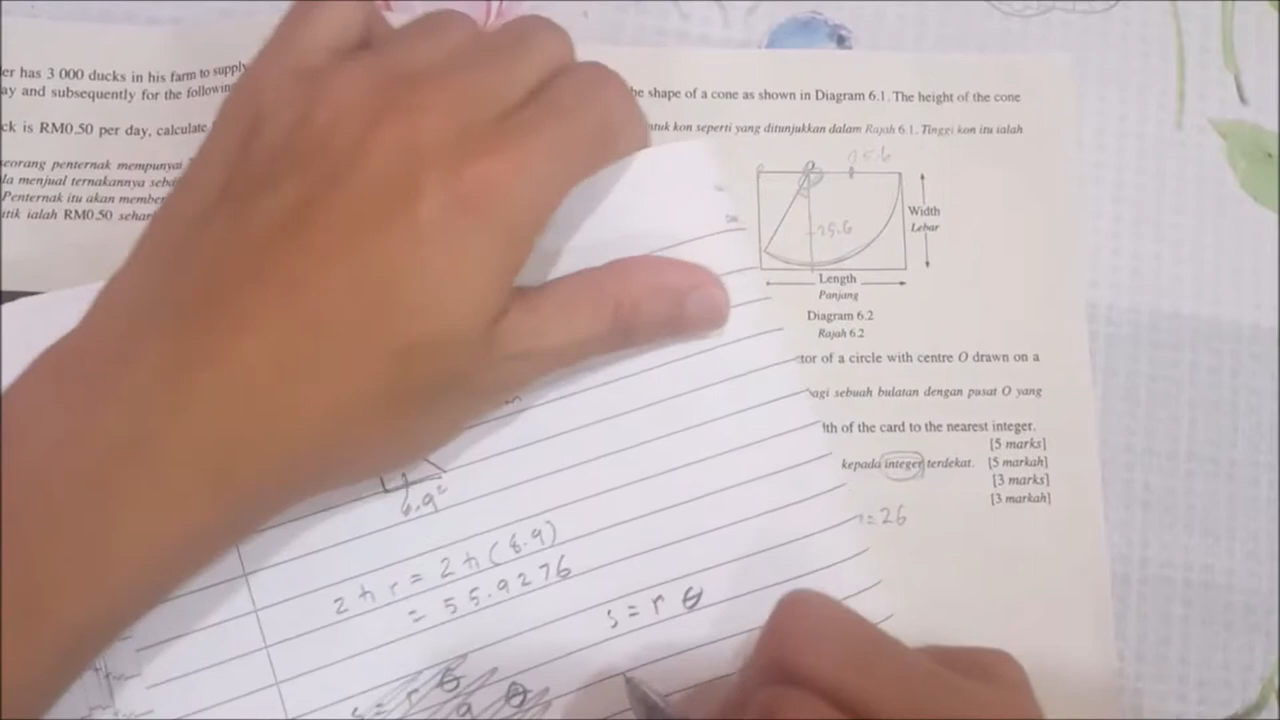 er has 3 000 ducks in his farm to supply
ay and subsequently for the followin
ck is RM0.50 per day, calculate
seorang penternak mempunyai
la menjual ternakannya seba
Penternak itu akan member
itik ialah RM0.50 sehar
he shape of a cone as shown in Diagram 6.1. The height of the cone
ntuk kon seperti yang ditunjukkan dalam Rajah 6.1. Tinggi kon itu ialah
25.6
25.6
Width
Lebar
Length
Panjang
Diagram 6.2
Rajah 6.2
tor of a circle with centre O drawn on a
agi sebuah bulatan dengan pusat O yang
lth of the card to the nearest integer.
[5 marks]
kepada integer terdekat. [5 markah]
[3 marks]
[3 markah]
= 26
2πr = 2π(8.9)
= 55.9276
s = rθ